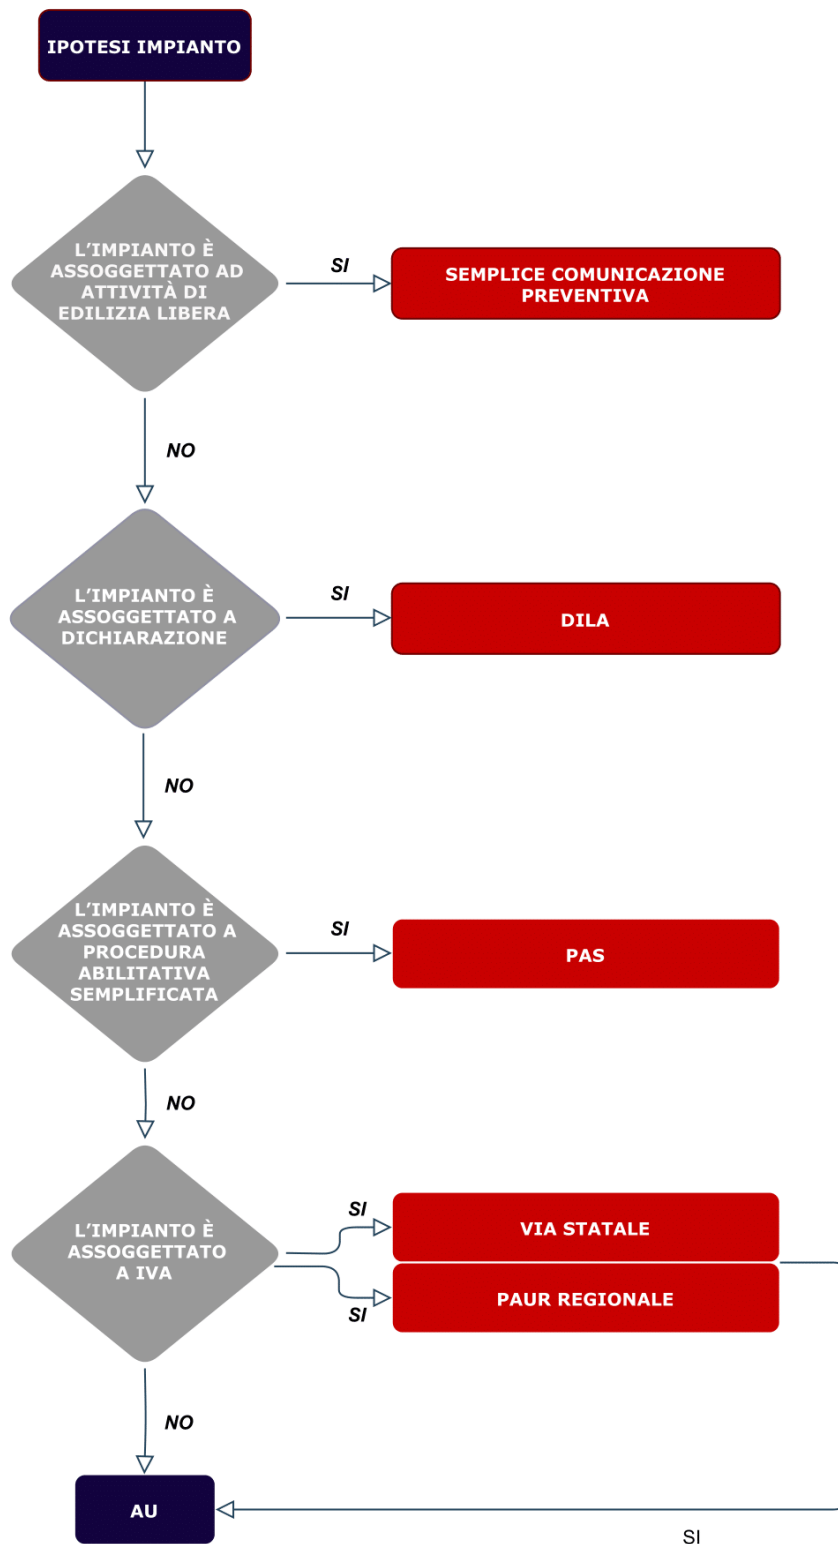 IPOTESI IMPIANTO
L'IMPIANTO È
ASSOGGETTATO AD
ATTIVITÀ DI
EDILIZIA LIBERA
SI
SEMPLICE COMUNICAZIONE
PREVENTIVA
NO
L'IMPIANTO È
ASSOGGETTATO A
DICHIARAZIONE
SI
DILA
NO
L'IMPIANTO È
ASSOGGETTATO A
PROCEDURA
ABILITATIVA
SEMPLIFICATA
SI
PAS
NO
L'IMPIANTO È
ASSOGGETTATO
A IVA
SI
VIA STATALE
SI
PAUR REGIONALE
NO
AU
SI